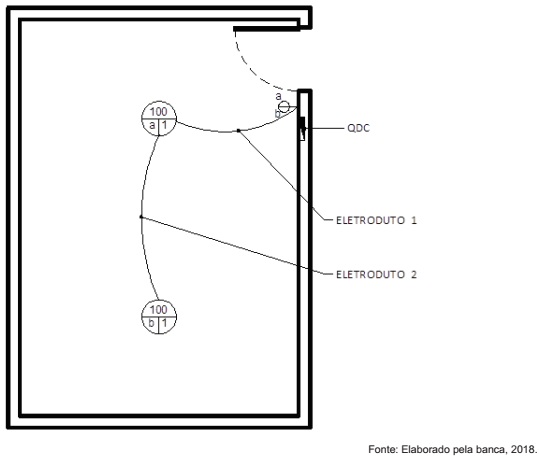 a
b
100
a 1
QDC
ELETRODUTO 1
ELETRODUTO 2
100
b 1
Fonte: Elaborado pela banca, 2018.